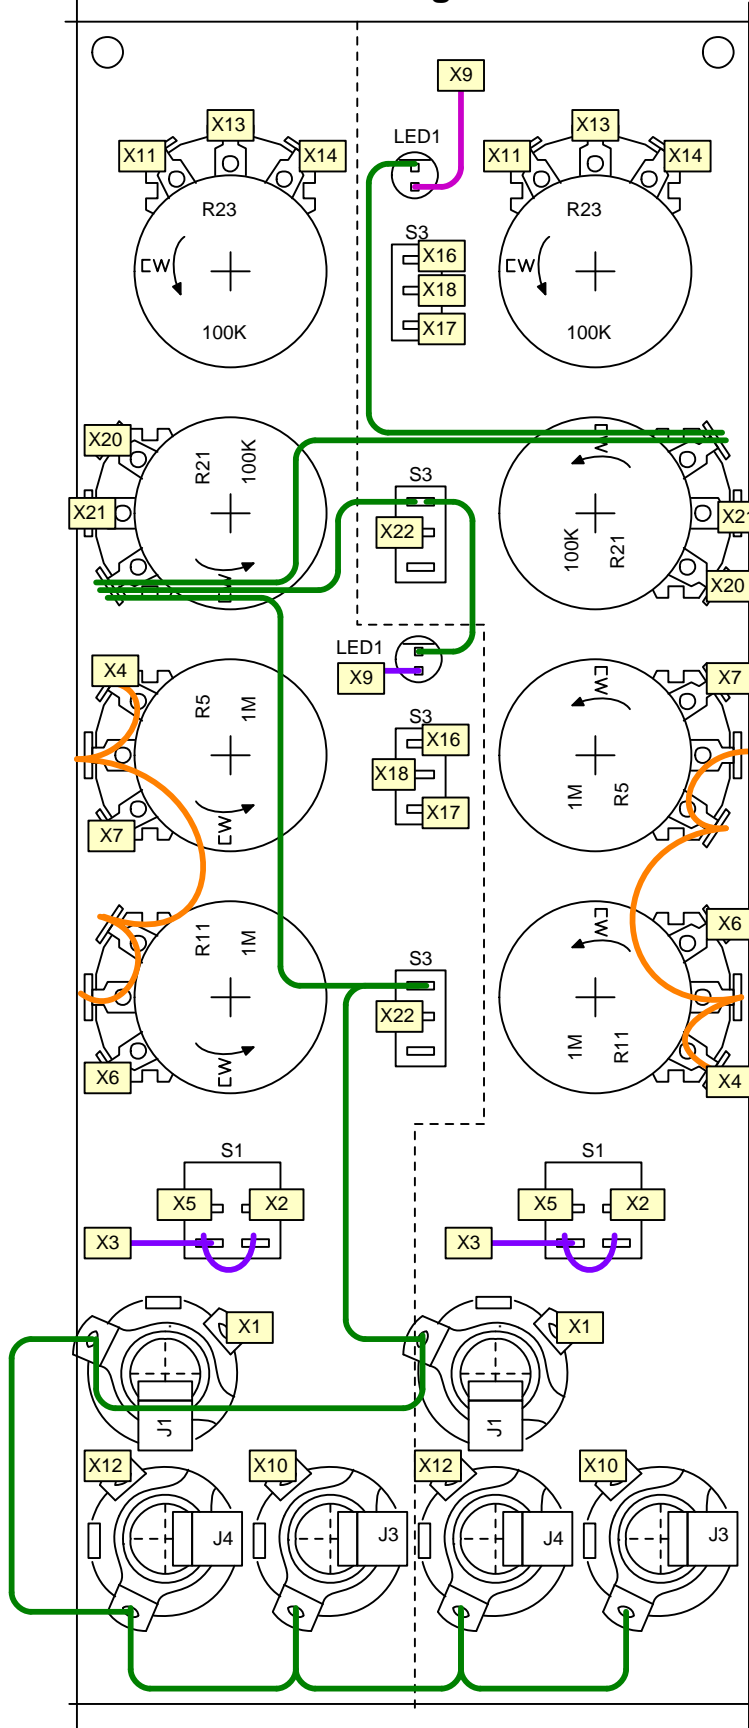 X9
LED1
X11 X13 X14
X11 X13 X14
R23
CW
100K
S3
X16
X18
X17
R23
CW
100K
X20
X21
R21
100K
CW
S3
X22
CW
100K
R21
X21
X20
LED1
X9
X4
R5
1M
CW
X7
S3
X16
X18
X17
X7
CW
1M
R5
R11
1M
CW
X6
S3
X22
X6
CW
1M
R11
X4
S1
X5 X2
X3
S1
X5 X2
X3
X1
J1
X1
J1
X12 X10 X12 X10
J4 J3 J4 J3